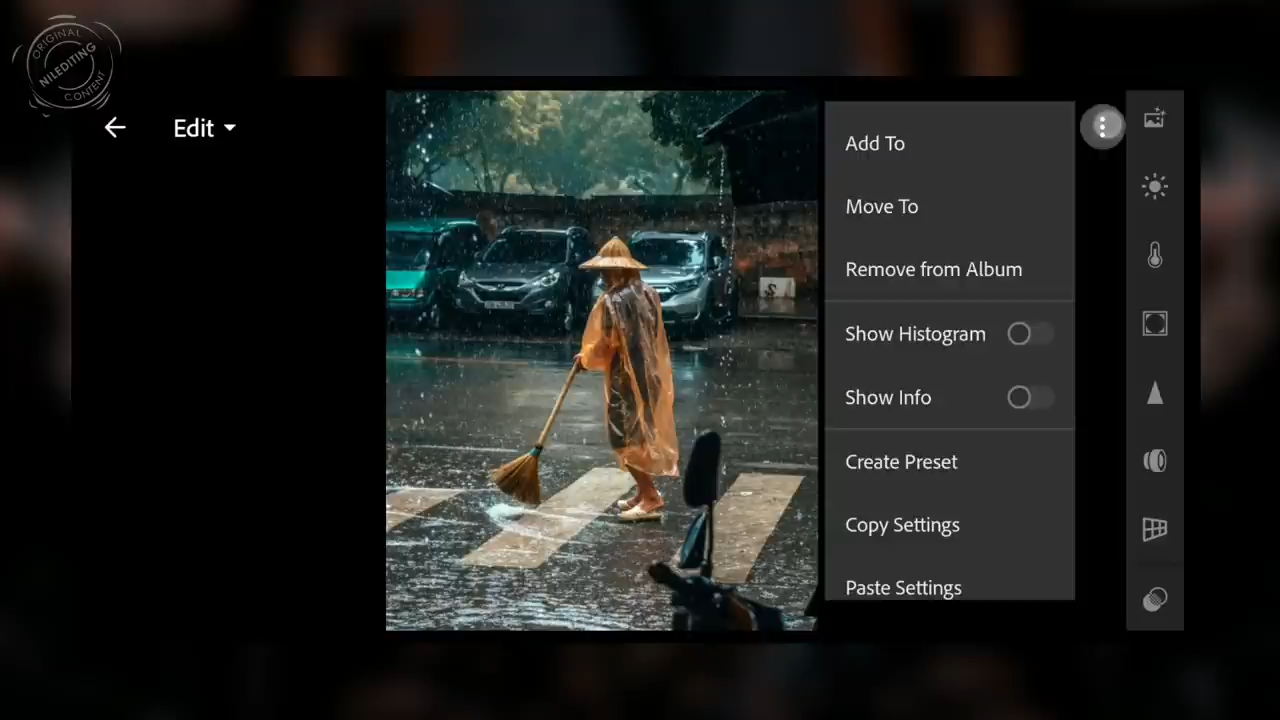 ORIGINAL
NILEDITING
CONTENT
Edit
Add To
Move To
Remove from Album
Show Histogram
Show Info
Create Preset
Copy Settings
Paste Settings